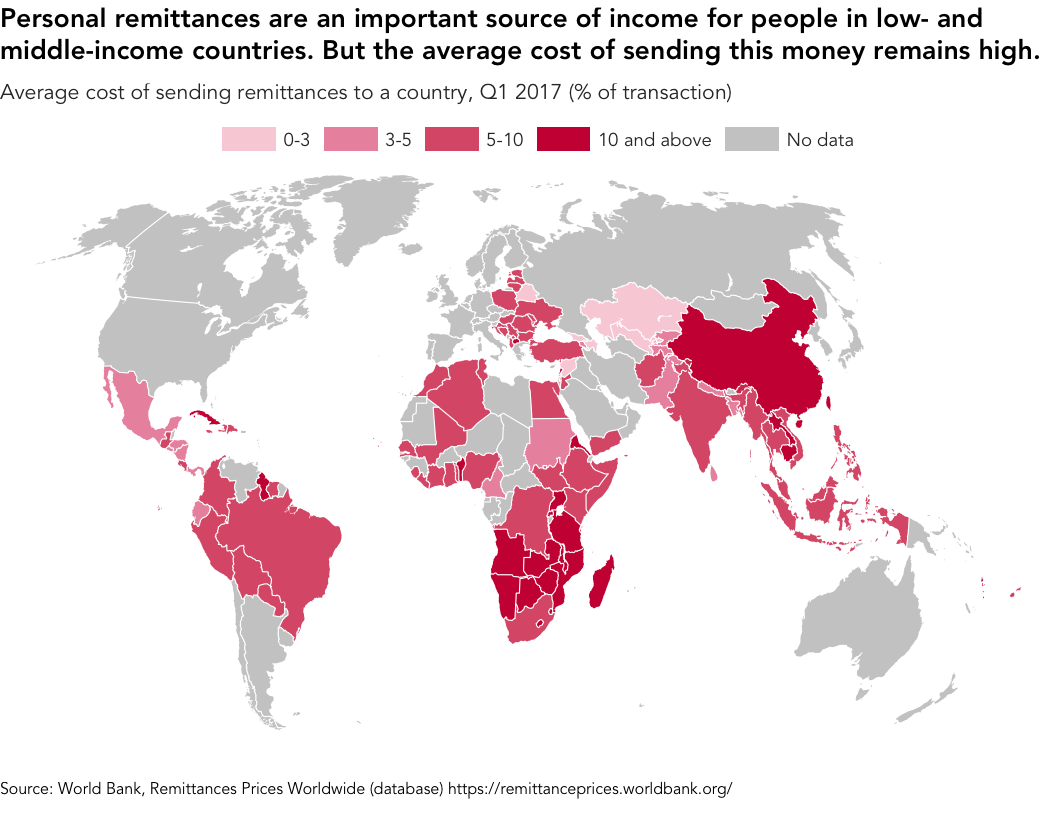 Personal remittances are an important source of income for people in low- and
middle-income countries. But the average cost of sending this money remains high.
Average cost of sending remittances to a country, Q1 2017 (% of transaction)
0-3 3-5 5-10 10 and above No data
Source: World Bank, Remittances Prices Worldwide (database) https://remittanceprices.worldbank.org/